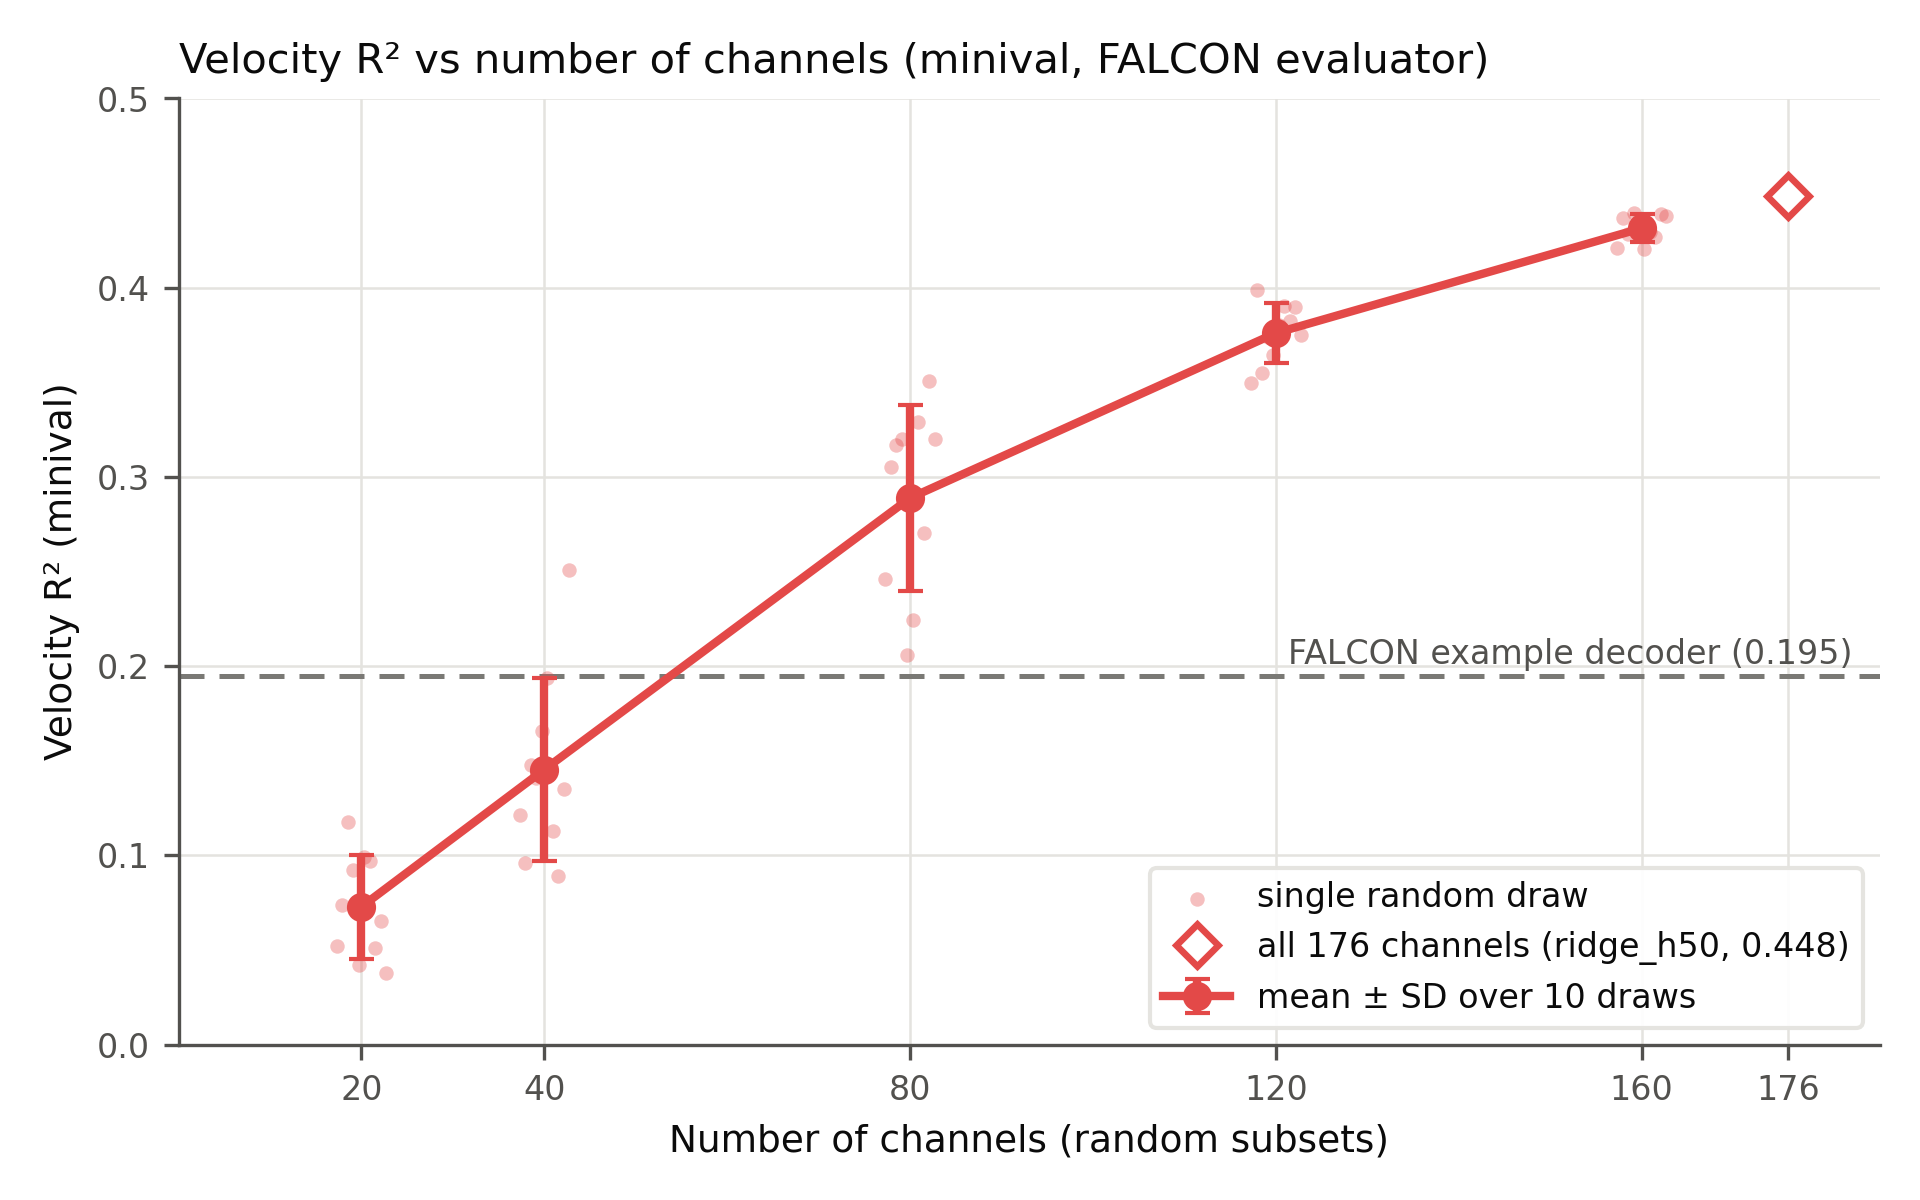 Velocity R² vs number of channels (minival, FALCON evaluator)
Velocity R² (minival)
0.5
0.4
0.3
0.2
0.1
0.0
FALCON example decoder (0.195)
single random draw
all 176 channels (ridge_h50, 0.448)
mean ± SD over 10 draws
20 40 80 120 160 176
Number of channels (random subsets)